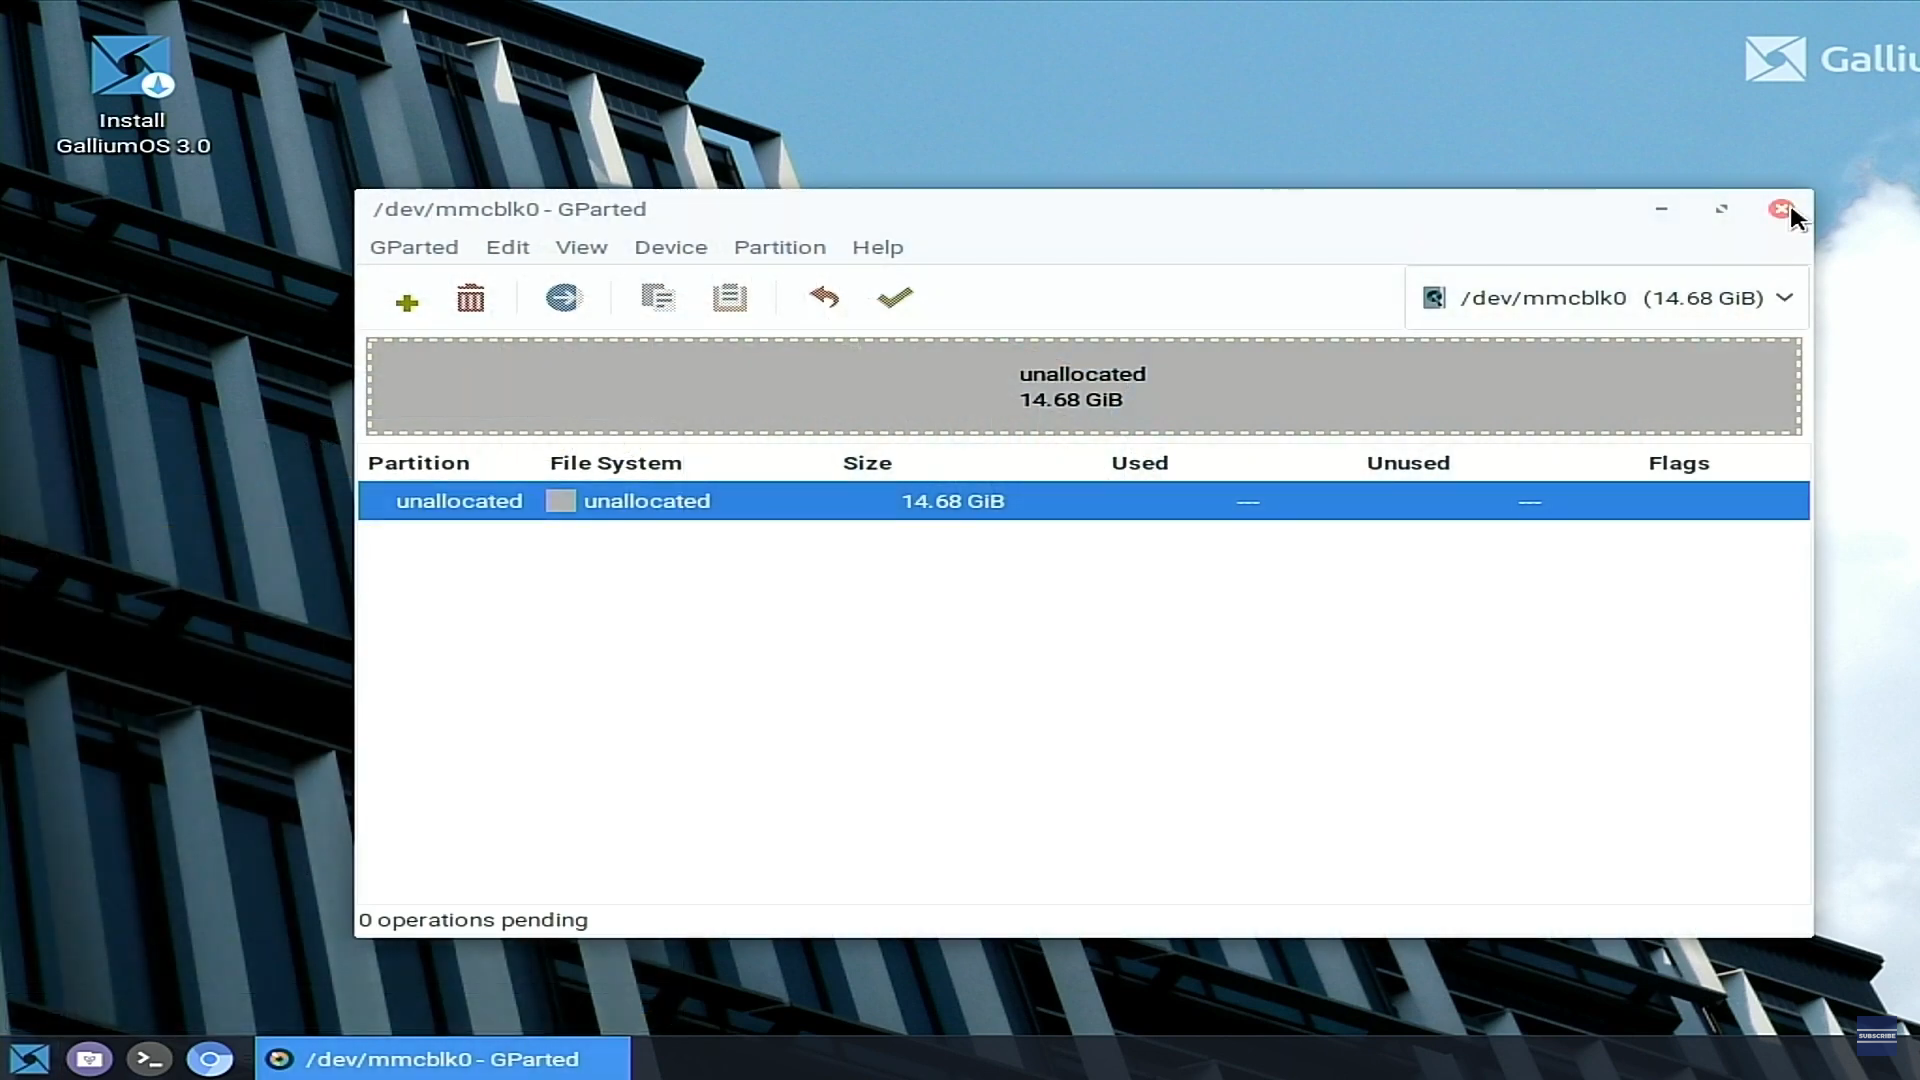 Install
GalliumOS 3.0
/dev/mmcblk0 - GParted
GParted Edit View Device Partition Help
/dev/mmcblk0 (14.68 GiB)
unallocated
14.68 GiB
Partition File System Size Used Unused Flags
unallocated unallocated 14.68 GiB --- ---
0 operations pending
/dev/mmcblk0 - GParted
SUBSCRIBE